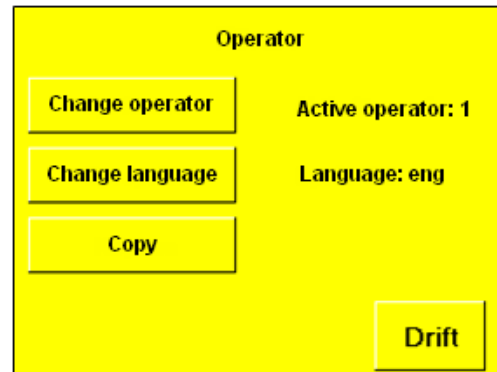 Operator
Change operator
Active operator: 1
Change language
Language: eng
Copy
Drift